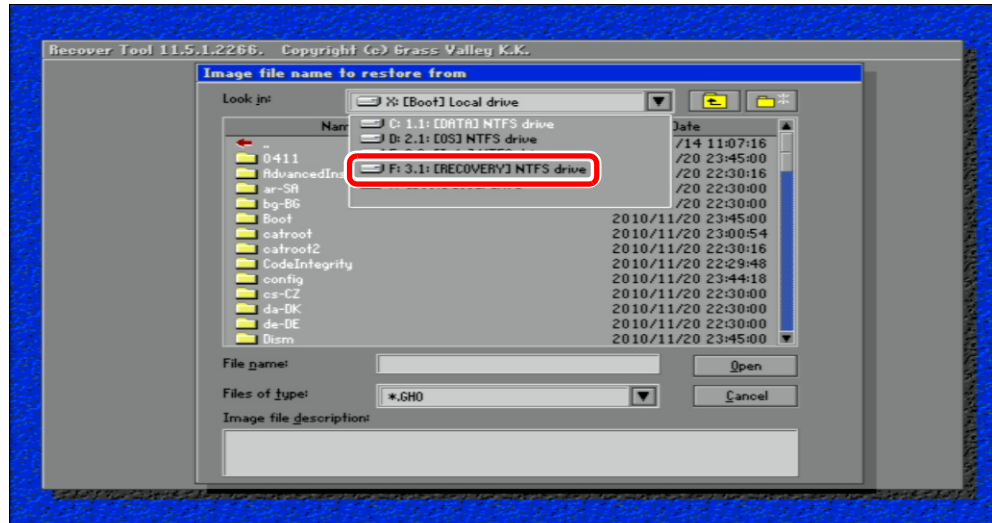 Recover Tool 11.5.1.2266. Copyright (c) Grass Valley K.K.
Image file name to restore from
Look in:
X: [Boot] Local drive
C: 1.1: [DATA] NTFS drive
D: 2.1: [OS] NTFS drive
F: 3.1: [RECOVERY] NTFS drive
Nam Date
.. /14 11:07:16
0411 /20 23:45:00
AdvancedIns /20 22:30:16
ar-SA /20 22:30:00
bg-BG /20 22:30:00
Boot 2010/11/20 23:45:00
catroot 2010/11/20 23:00:54
catroot2 2010/11/20 22:30:16
CodeIntegrity 2010/11/20 22:29:48
config 2010/11/20 23:44:18
cs-CZ 2010/11/20 22:30:00
da-DK 2010/11/20 22:30:00
de-DE 2010/11/20 22:30:00
Dism 2010/11/20 23:45:00
File name:
Open
Files of type:
*.GHO
Cancel
Image file description: